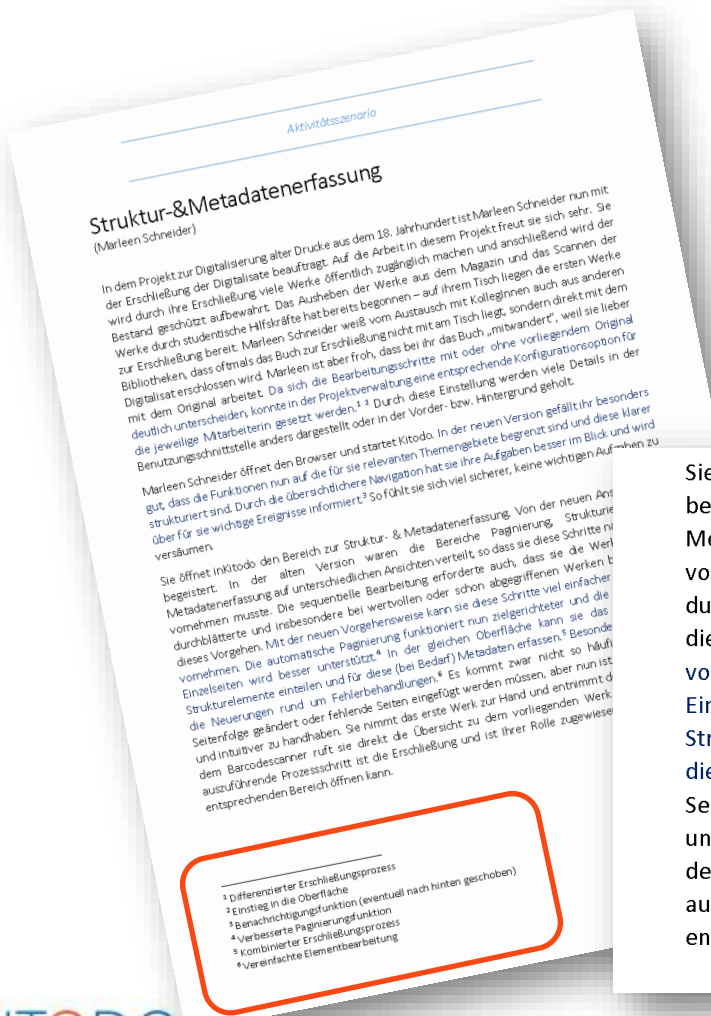 Aktivitätsszenario
Struktur-&Metadatenerfassung
(Marleen Schneider)
In dem Projekt zur Digitalisierung alter Drucke aus dem 18. Jahrhundert ist Marleen Schneider nun mit
der Erschließung der Digitalisate beauftragt. Auf die Arbeit in diesem Projekt freut sie sich sehr. Sie
wird durch ihre Erschließung viele Werke öffentlich zugänglich machen und anschließend wird der
Bestand geschützt aufbewahrt. Das Ausheben der Werke aus dem Magazin und das Scannen der
Werke durch studentische Hilfskräfte hat bereits begonnen – auf ihrem Tisch liegen die ersten Werke
zur Erschließung bereit. Marleen Schneider weiß vom Austausch mit KollegInnen auch aus anderen
Bibliotheken, dass oftmals das Buch zur Erschließung nicht mit am Tisch liegt, sondern direkt mit dem
Digitalisat erschlossen wird. Marleen ist aber froh, dass bei ihr das Buch „mitwandert", weil sie lieber
mit dem Original arbeitet. Da sich die Bearbeitungsschritte mit oder ohne vorliegendem Original
deutlich unterscheiden, konnte in der Projektverwaltung eine entsprechende Konfigurationsoption für
die jeweilige Mitarbeiterin gesetzt werden.¹ ² Durch diese Einstellung werden viele Details in der
Benutzungsschnittstelle anders dargestellt oder in der Vorder- bzw. Hintergrund geholt.
Marleen Schneider öffnet den Browser und startet Kitodo. In der neuen Version gefällt ihr besonders
gut, dass die Funktionen nun auf die für sie relevanten Themengebiete begrenzt sind und diese klarer
strukturiert sind. Durch die übersichtlichere Navigation hat sie ihre Aufgaben besser im Blick und wird
über für sie wichtige Ereignisse informiert.³ So fühlt sie sich viel sicherer, keine wichtigen Aufgaben zu
versäumen.
Sie öffnet inKitodo den Bereich zur Struktur- & Metadatenerfassung. Von der neuen Ans
begeistert. In der alten Version waren die Bereiche Paginierung, Strukturie
Metadatenerfassung auf unterschiedlichen Ansichten verteilt, so dass sie diese Schritte na
vornehmen musste. Die sequentielle Bearbeitung erforderte auch, dass sie die Werk
durchblätterte und insbesondere bei wertvollen oder schon abgegriffenen Werken b
dieses Vorgehen. Mit der neuen Vorgehensweise kann sie diese Schritte viel einfacher
vornehmen. Die automatische Paginierung funktioniert nun zielgerichteter und die
Einzelseiten wird besser unterstützt.⁴ In der gleichen Oberfläche kann sie das
Strukturelemente einteilen und für diese (bei Bedarf) Metadaten erfassen.⁵ Besonde
die Neuerungen rund um Fehlerbehandlungen.⁶ Es kommt zwar nicht so häufi
Seitenfolge geändert oder fehlende Seiten eingefügt werden müssen, aber nun ist
und intuitiver zu handhaben. Sie nimmt das erste Werk zur Hand und entnimmt d
dem Barcodescanner ruft sie direkt die Übersicht zu dem vorliegenden Werk
auszuführende Prozessschritt ist die Erschließung und ist Ihrer Rolle zugewiese
entsprechenden Bereich öffnen kann.
¹ Differenzierter Erschließungsprozess
² Einstieg in die Oberfläche
³ Benachrichtigungsfunktion (eventuell nach hinten geschoben)
⁴ Verbesserte Paginierungsfunktion
⁵ Kombinierter Erschließungsprozess
⁶ Vereinfachte Elementbearbeitung
Sie
be
Me
vo
du
die
vo
Ein
Str
die
Se
un
de
au
en